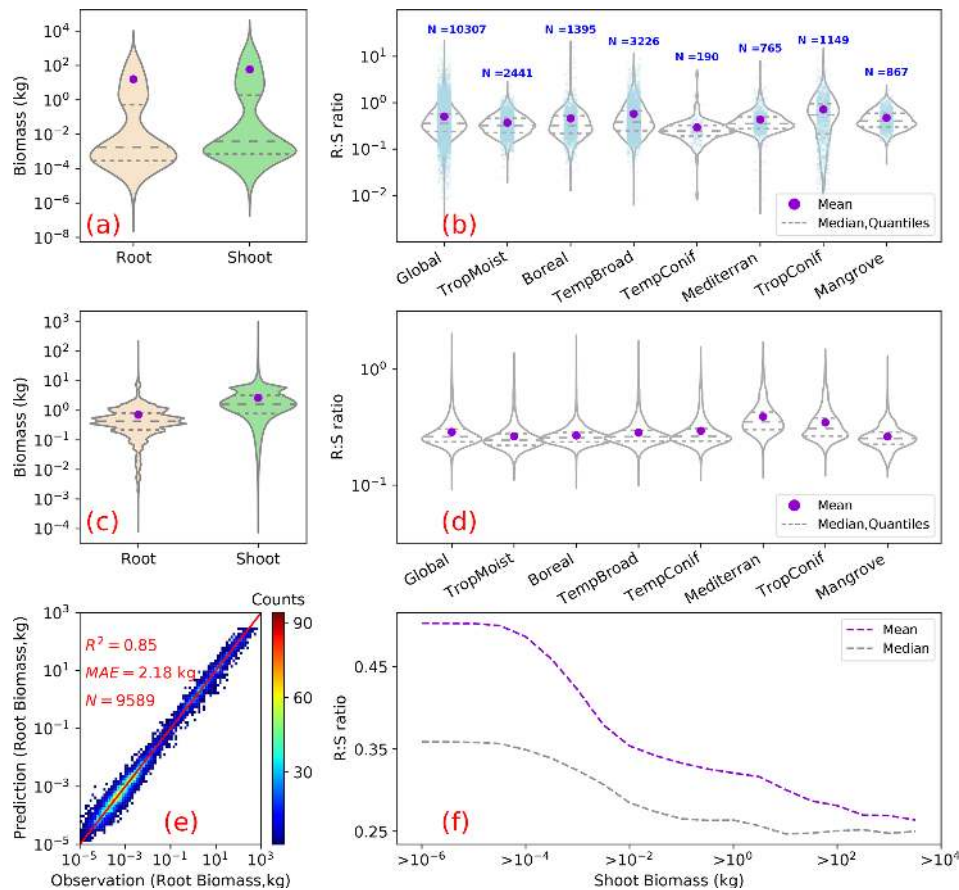 10^4
10^2
10^0
10^−2
10^−4
10^−6
10^−8
Biomass (kg)
(a)
Root
Shoot
N =10307
N =2441
N =1395
N =3226
N =190
N =765
N =1149
N =867
10^1
10^0
10^−1
10^−2
R:S ratio
(b)
Mean
Median,Quantiles
Global
TropMoist
Boreal
TempBroad
TempConif
Mediterran
TropConif
Mangrove
10^3
10^2
10^1
10^0
10^−1
10^−2
10^−3
10^−4
Biomass (kg)
(c)
Root
Shoot
10^0
10^−1
R:S ratio
(d)
Mean
Median,Quantiles
Global
TropMoist
Boreal
TempBroad
TempConif
Mediterran
TropConif
Mangrove
Counts
90
60
30
10^3
10^1
10^−1
10^−3
10^−5
Prediction (Root Biomass,kg)
R^2 = 0.85
MAE = 2.18 kg
N = 9589
(e)
10^−5
10^−3
10^−1
10^1
10^3
Observation (Root Biomass,kg)
0.45
0.35
0.25
R:S ratio
Mean
Median
(f)
>10^−6
>10^−4
>10^−2
>10^0
>10^2
>10^4
Shoot Biomass (kg)